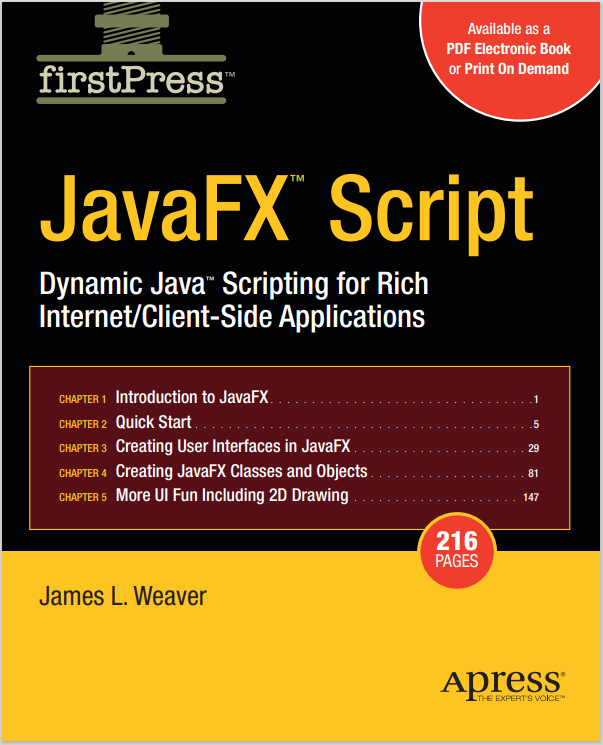 firstPress™
Available as a
PDF Electronic Book
or Print On Demand
JavaFX™ Script
Dynamic Java™ Scripting for Rich
Internet/Client-Side Applications
CHAPTER 1 Introduction to JavaFX . . . . . . . . . . . . . . . . . . . . . . . . . . . . . . . . 1
CHAPTER 2 Quick Start . . . . . . . . . . . . . . . . . . . . . . . . . . . . . . . . . . . . . . . . . 5
CHAPTER 3 Creating User Interfaces in JavaFX . . . . . . . . . . . . . . . . . . . . . 29
CHAPTER 4 Creating JavaFX Classes and Objects . . . . . . . . . . . . . . . . . . . 81
CHAPTER 5 More UI Fun Including 2D Drawing . . . . . . . . . . . . . . . . . . . . 147
216
PAGES
James L. Weaver
Apress®
THE EXPERT'S VOICE™